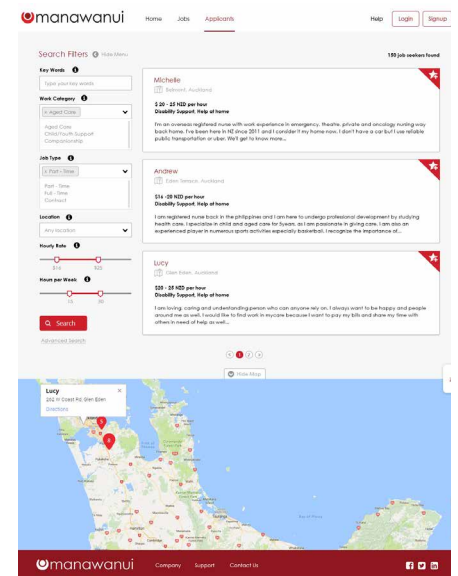 manawanui
Home Jobs Applicants
Help Login Signup
Search Filters Hide Menu
150 job seekers found
Key Words
Type your key words
Work Category
× Aged Care
Aged Care
Child/Youth Support
Companionship
Job Type
× Part - Time
Part - Time
Full - Time
Contract
Location
Any location
Hourly Rate
$16 $25
Hours per Week
15 30
Search
Advanced Search
Michelle
Auckland
$ 20 - 25 NZD per hour
Disability Support, Help at home
I'm an overseas registered nurse with work experience in emergency, theatre, private and oncology nursing way
back home. I've been here in NZ since 2011 and I consider it my home now. I don't have a car but I use reliable
public transportation or uber. We'll get to know more...
Andrew
Eden Terrace, Auckland
$16 -20 NZD per hour
Disability Support, Help at home
I am registered nurse back in the philippines and I am here to undergo professional development by studying
health care. I specialize in child and aged care for 5years, as I am passionate in giving care. I am also an
experienced player in numerous sports activities especially basketball. I recognize the importance of...
Lucy
Glen Eden, Auckland
$20 - 25 NZD per hour
Disability Support, Help at home
I am loving, caring and understanding person who can anyone rely on. I always want to be happy and people
around me as well. I would like to find work in mycare because I want to pay my bills and share my time with
others in need of help as well...
1 2
Hide Map
Lucy ×
Glen Eden
Directions
5
8
manawanui
Company Support Contact Us